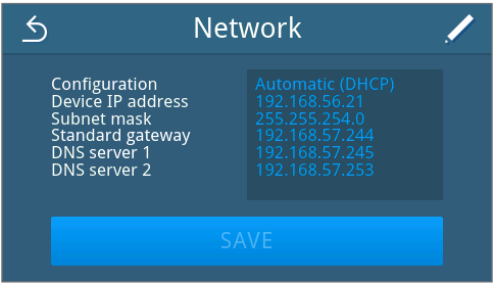 Network
Configuration Automatic (DHCP)
Device IP address 192.168.56.21
Subnet mask 255.255.254.0
Standard gateway 192.168.57.244
DNS server 1 192.168.57.245
DNS server 2 192.168.57.253
SAVE